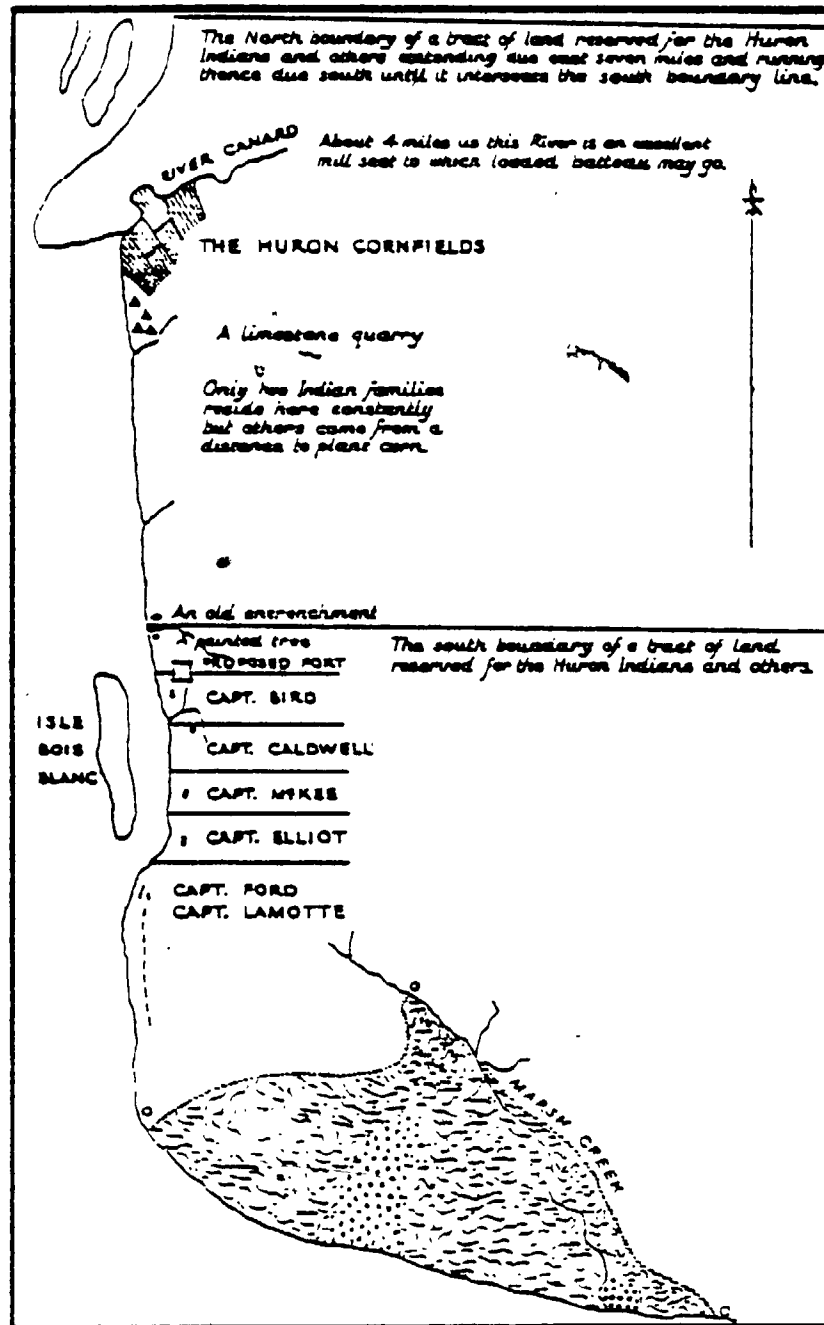 The North boundary of a tract of land reserved for the Huron
Indians and others extending due east seven miles and running
thence due south until it intersects the south boundary line.
RIVER CANARD
About 4 miles up this River is an excellent
mill seat to which loaded batteau may go.
THE HURON CORNFIELDS
A limestone quarry
Only two Indian families
reside here constantly
but others come from a
distance to plant corn.
An old entrenchment
A painted tree
PROPOSED FORT
The south boundary of a tract of land
reserved for the Huron Indians and others
CAPT. BIRD
ISLE
BOIS
BLANC
CAPT. CALDWELL
CAPT. McKEE
CAPT. ELLIOT
CAPT. FORD
CAPT. LAMOTTE
MARSH CREEK